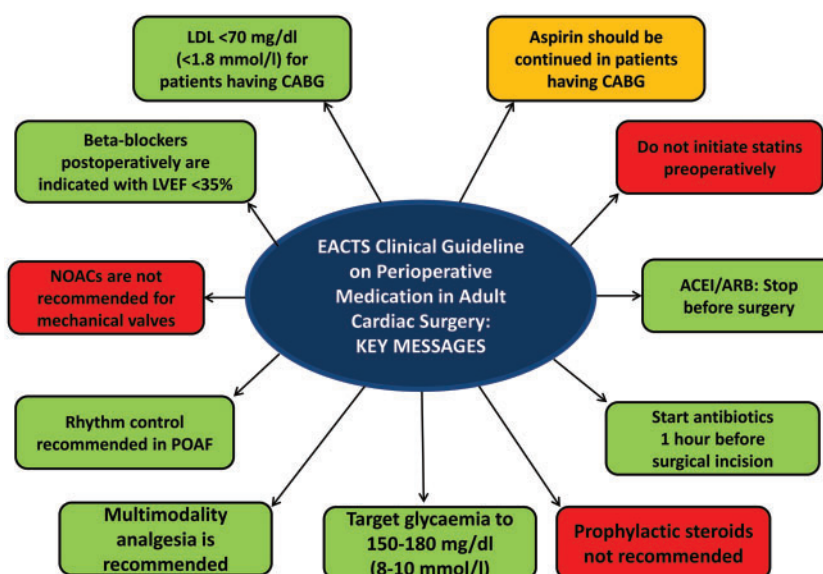 LDL <70 mg/dl
(<1.8 mmol/l) for
patients having CABG
Aspirin should be
continued in patients
having CABG
Beta-blockers
postoperatively are
indicated with LVEF <35%
Do not initiate statins
preoperatively
EACTS Clinical Guideline
on Perioperative
Medication in Adult
Cardiac Surgery:
KEY MESSAGES
NOACs are not
recommended for
mechanical valves
ACEI/ARB: Stop
before surgery
Rhythm control
recommended in POAF
Start antibiotics
1 hour before
surgical incision
Multimodality
analgesia is
recommended
Target glycaemia to
150-180 mg/dl
(8-10 mmol/l)
Prophylactic steroids
not recommended